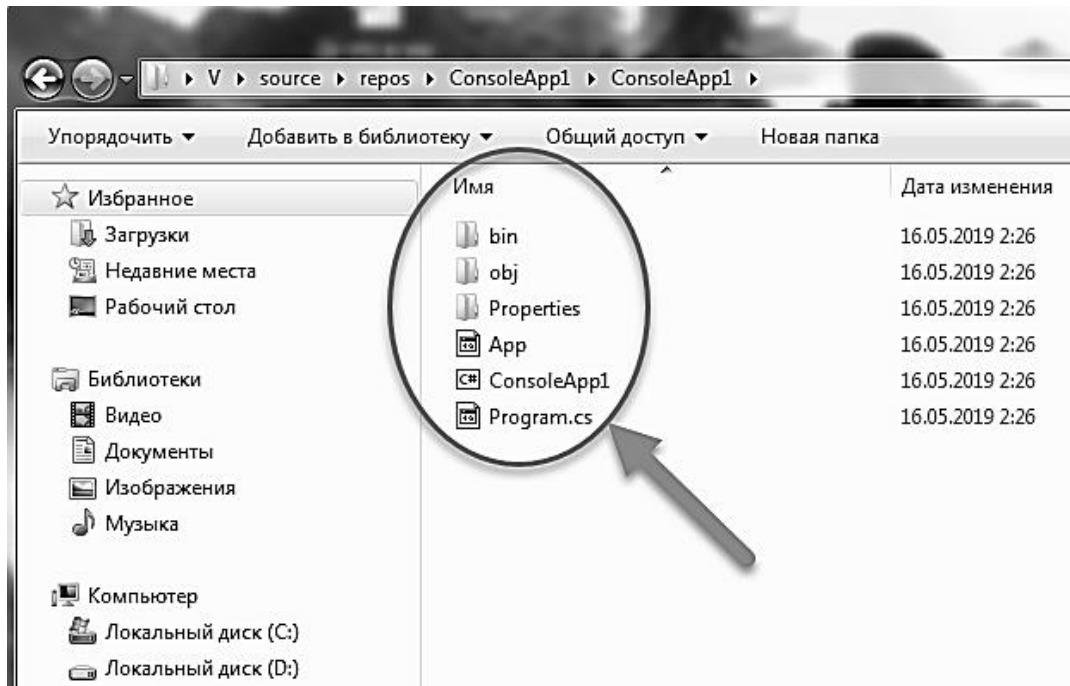 V source repos ConsoleApp1 ConsoleApp1
Упорядочить Добавить в библиотеку Общий доступ Новая папка
Избранное
Загрузки
Недавние места
Рабочий стол
Библиотеки
Видео
Документы
Изображения
Музыка
Компьютер
Локальный диск (C:)
Локальный диск (D:)
Имя Дата изменения
bin 16.05.2019 2:26
obj 16.05.2019 2:26
Properties 16.05.2019 2:26
App 16.05.2019 2:26
C# ConsoleApp1 16.05.2019 2:26
Program.cs 16.05.2019 2:26